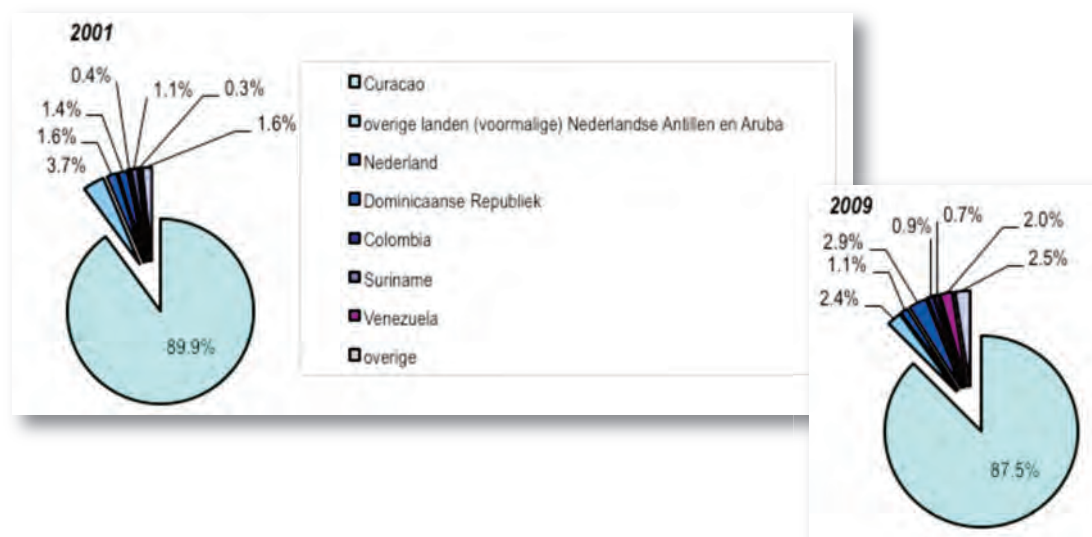 2001
0.4%
1.1%
0.3%
1.4%
1.6%
1.6%
3.7%
89.9%
Curacao
overige landen (voormalige) Nederlandse Antillen en Aruba
Nederland
Dominicaanse Republiek
Colombia
Suriname
Venezuela
overige
2009
0.9%
0.7%
2.0%
2.9%
1.1%
2.5%
2.4%
87.5%